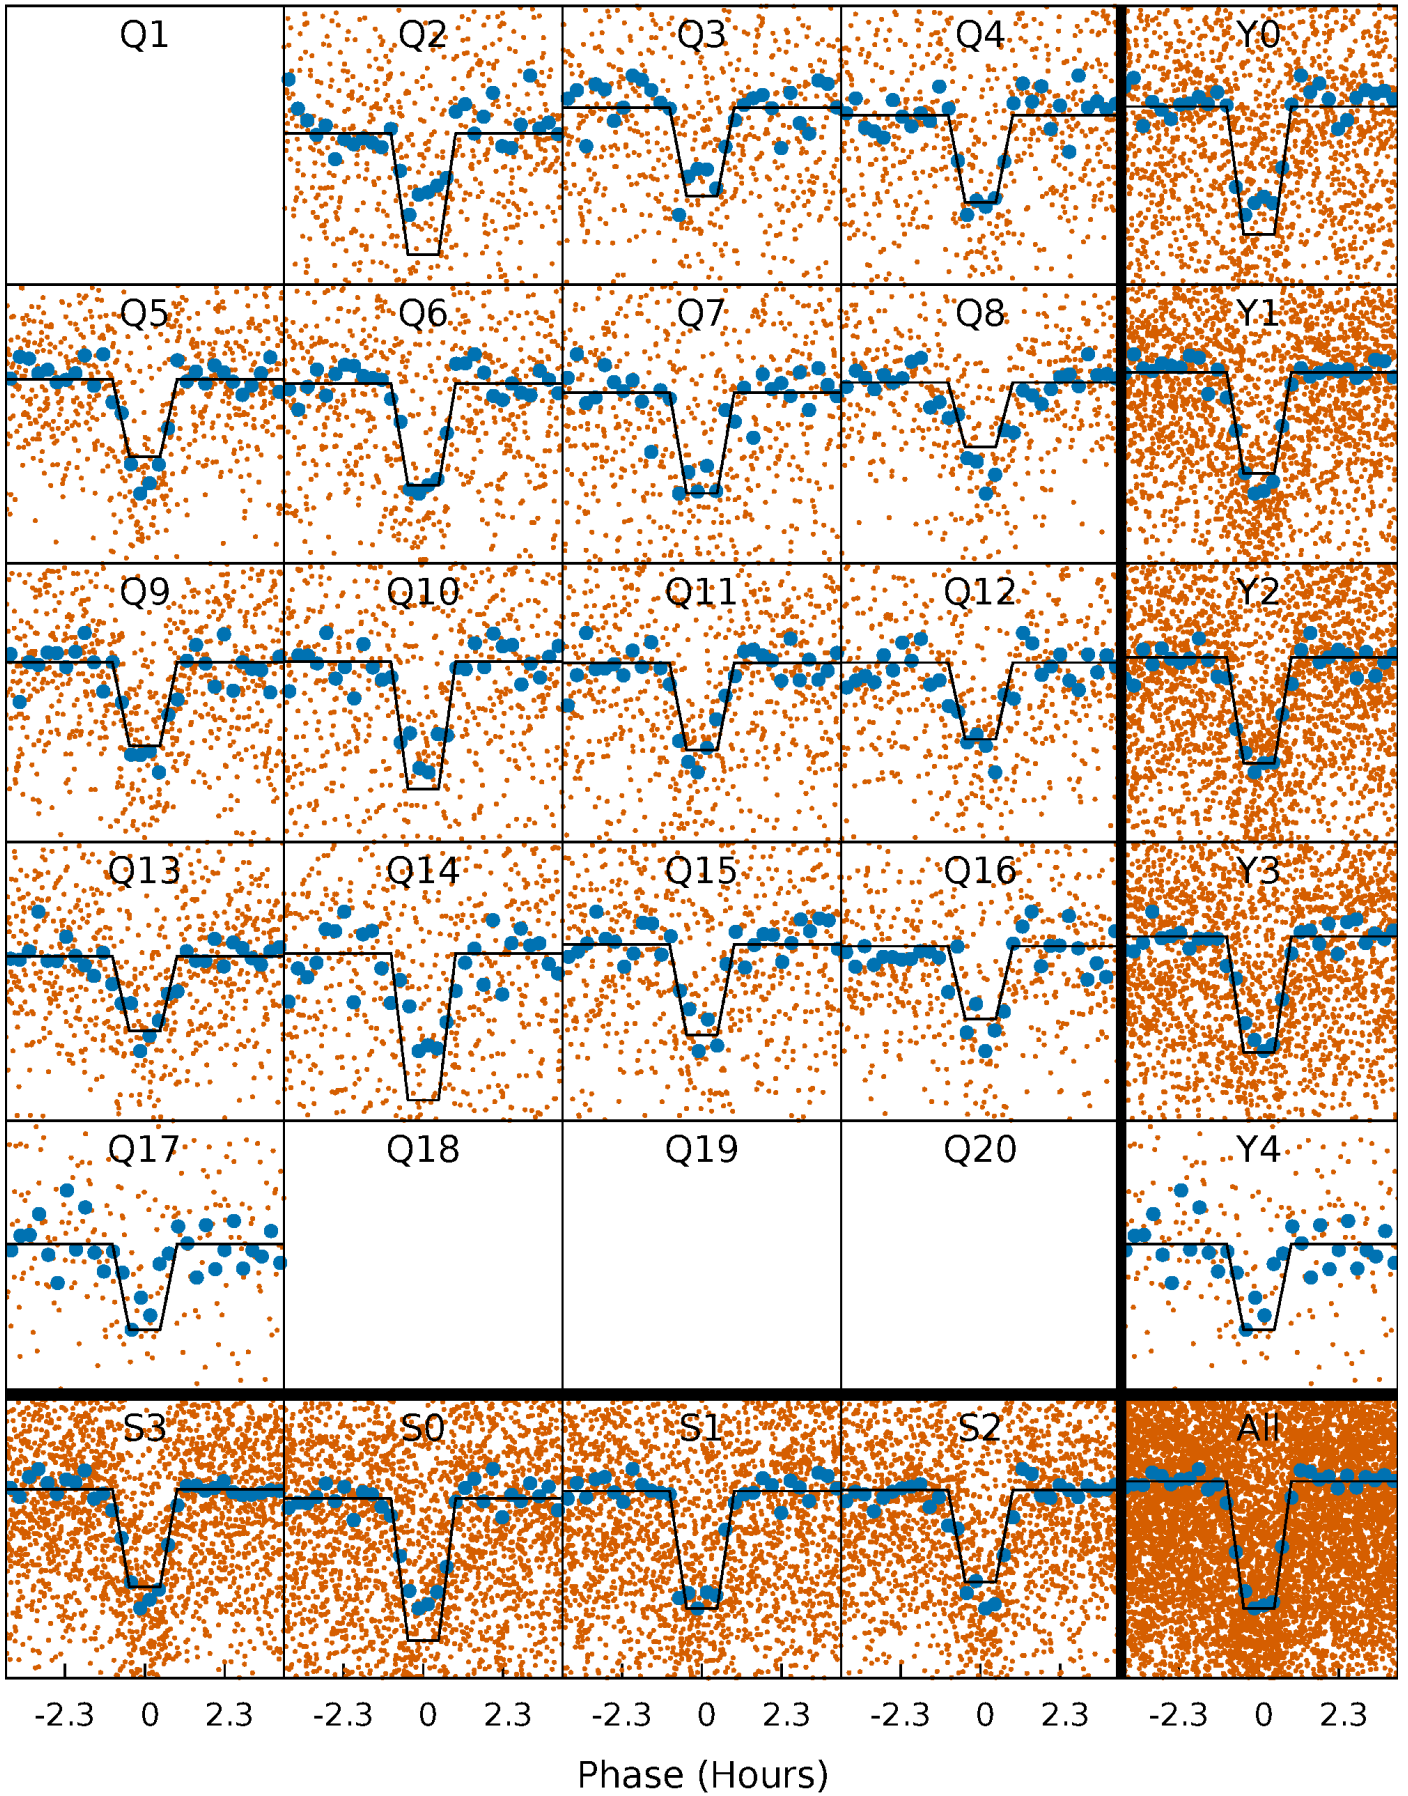 Q1 Q2 Q3 Q4 Y0
Q5 Q6 Q7 Q8 Y1
Q9 Q10 Q11 Q12 Y2
Q13 Q14 Q15 Q16 Y3
Q17 Q18 Q19 Q20 Y4
S3 S0 S1 S2 All
-2.3 0 2.3 -2.3 0 2.3 -2.3 0 2.3 -2.3 0 2.3 -2.3 0 2.3
Phase (Hours)